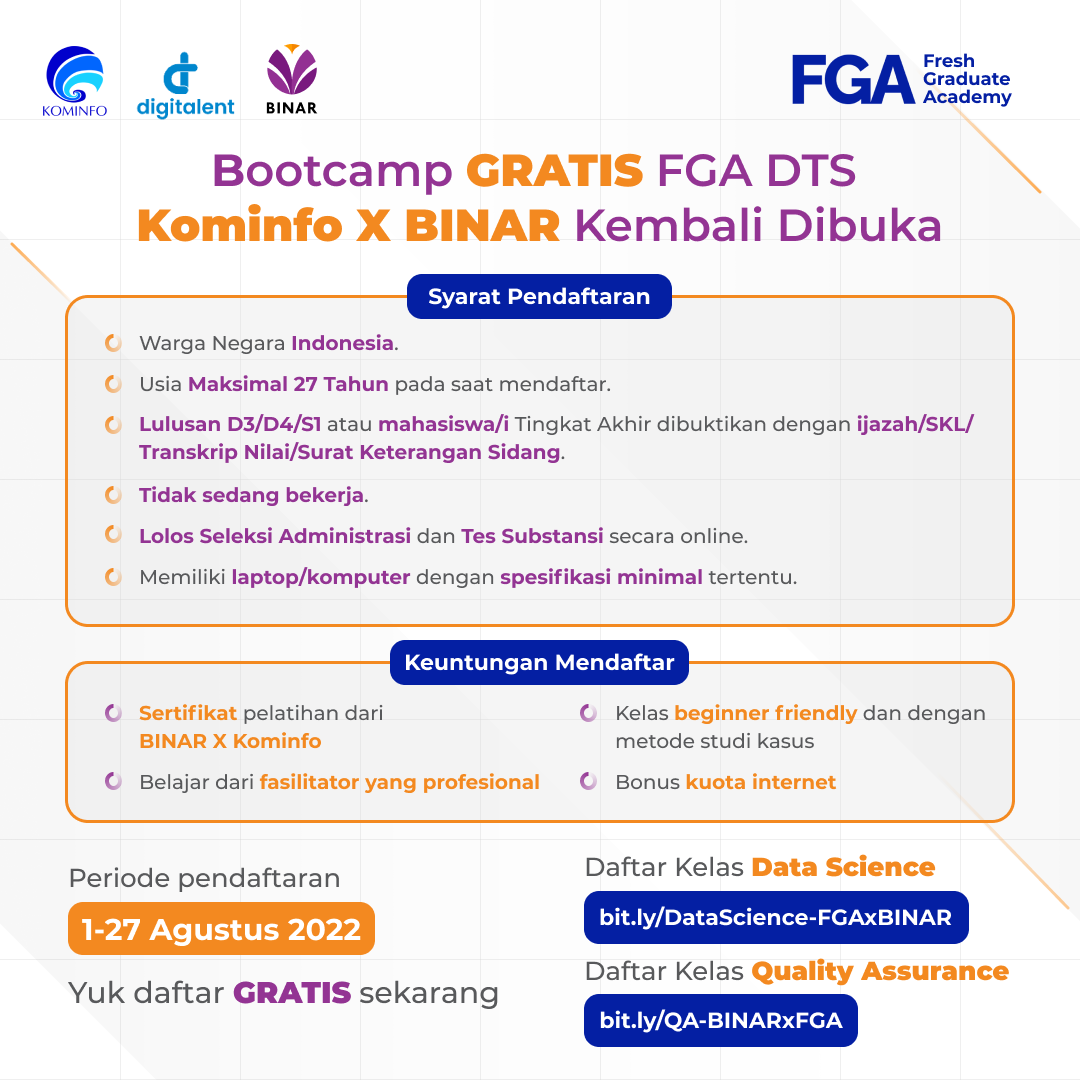 KOMINFO
digitalent
BINAR
FGA
Fresh
Graduate
Academy
Bootcamp GRATIS FGA DTS
Kominfo X BINAR Kembali Dibuka
Syarat Pendaftaran
Warga Negara Indonesia.
Usia Maksimal 27 Tahun pada saat mendaftar.
Lulusan D3/D4/S1 atau mahasiswa/i Tingkat Akhir dibuktikan dengan ijazah/SKL/
Transkrip Nilai/Surat Keterangan Sidang.
Tidak sedang bekerja.
Lolos Seleksi Administrasi dan Tes Substansi secara online.
Memiliki laptop/komputer dengan spesifikasi minimal tertentu.
Keuntungan Mendaftar
Sertifikat pelatihan dari
BINAR X Kominfo
Belajar dari fasilitator yang profesional
Kelas beginner friendly dan dengan
metode studi kasus
Bonus kuota internet
Periode pendaftaran
1-27 Agustus 2022
Yuk daftar GRATIS sekarang
Daftar Kelas Data Science
bit.ly/DataScience-FGAxBINAR
Daftar Kelas Quality Assurance
bit.ly/QA-BINARxFGA